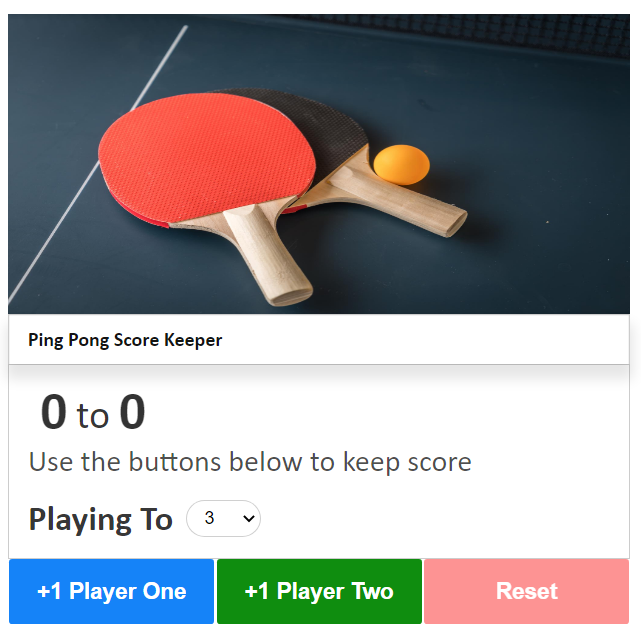 Ping Pong Score Keeper
0 to 0
Use the buttons below to keep score
Playing To 3
+1 Player One +1 Player Two Reset